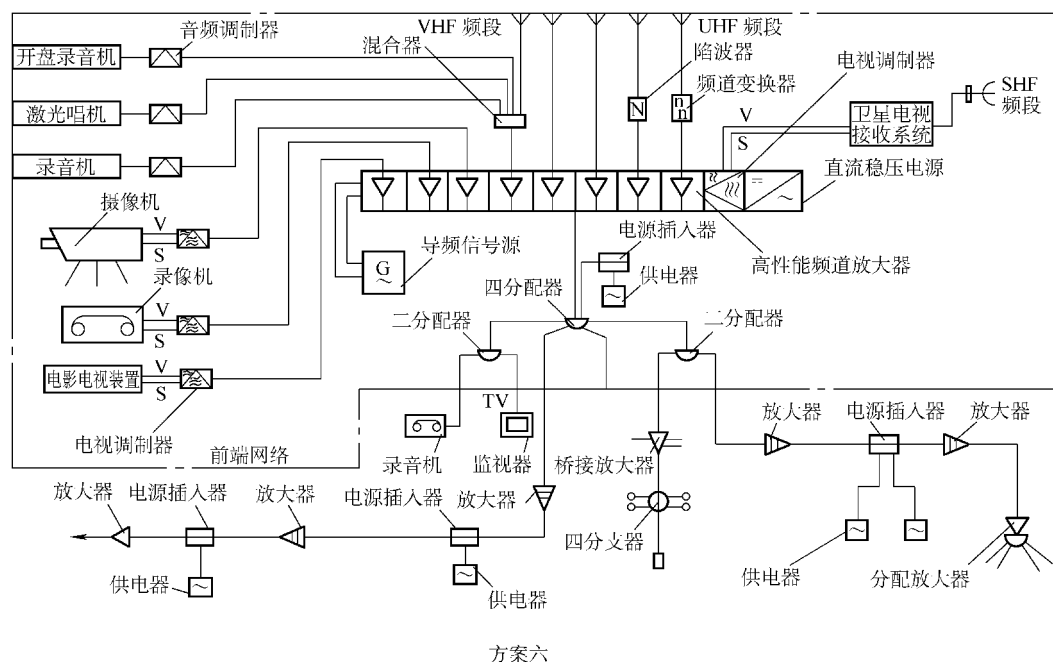 VHF 频段
UHF 频段
音频调制器
混合器
陷波器
电视调制器
开盘录音机
频道变换器
SHF
频段
n
n
N
激光唱机
V
卫星电视
接收系统
S
录音机
直流稳压电源
摄像机
V
S
电源插入器
导频信号源
G
高性能频道放大器
录像机
四分配器
供电器
V
S
二分配器
二分配器
V
电影电视装置
S
TV
放大器
电源插入器
放大器
电视调制器
前端网络
录音机
监视器
桥接放大器
放大器
电源插入器
放大器
电源插入器
放大器
四分支器
供电器
分配放大器
供电器
供电器
方案六